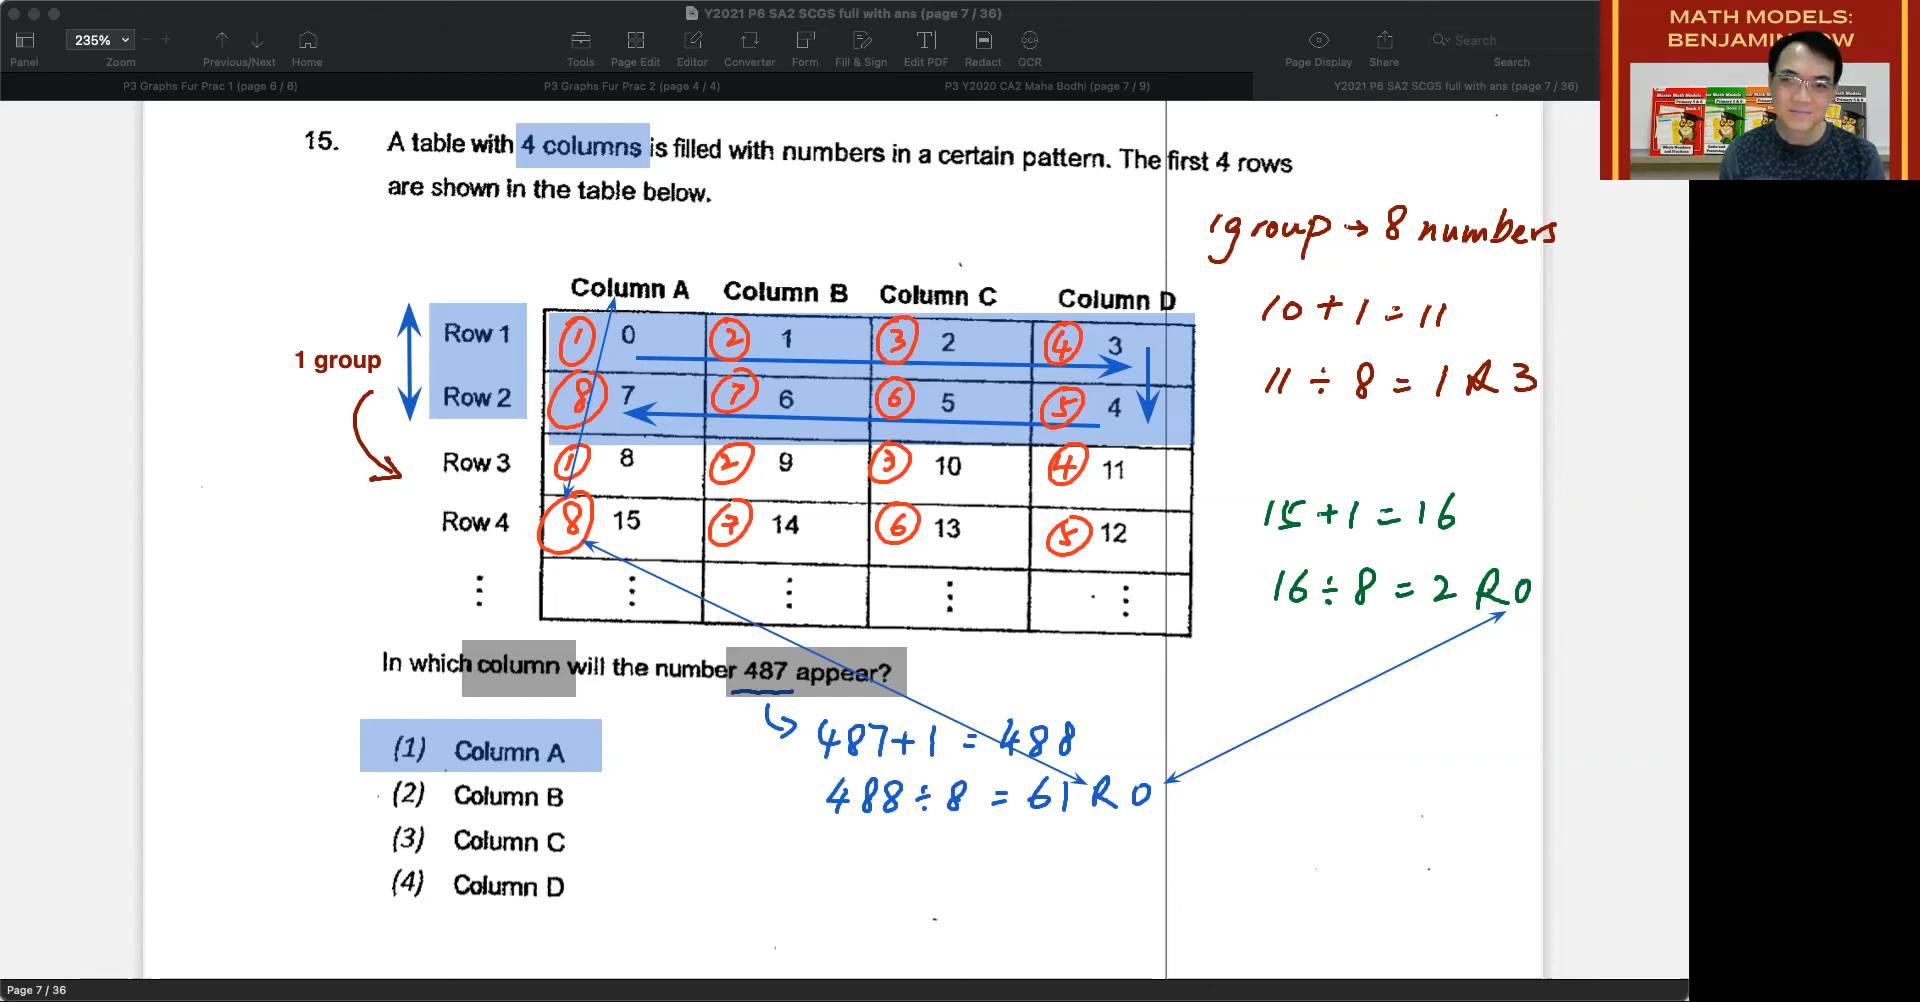 Y2021 P6 SA2 SCGS full with ans (page 7 / 36)
235%
Panel Zoom Previous/Next Home Tools Page Edit Editor Converter Form Fill & Sign Edit PDF Redact OCR Page Display Share Search
Search
P3 Graphs Fur Prac 1 (page 6 / 6) P3 Graphs Fur Prac 2 (page 4 / 4) P3 Y2020 CA2 Maha Bodhi (page 7 / 9) Y2021 P6 SA2 SCGS full with ans (page 7 / 36)
MATH MODELS:
15. A table with 4 columns is filled with numbers in a certain pattern. The first 4 rows
are shown in the table below.
1 group → 8 numbers
10 + 1 = 11
11 ÷ 8 = 1 R 3
Column A Column B Column C Column D
1 group
Row 1 ① 0 ② 1 ③ 2 ④ 3
Row 2 ⑧ 7 ⑦ 6 ⑥ 5 ⑤ 4
Row 3 ① 8 ② 9 ③ 10 ④ 11
Row 4 ⑧ 15 ⑦ 14 ⑥ 13 ⑤ 12
⋮ ⋮ ⋮ ⋮ ⋮
15 + 1 = 16
16 ÷ 8 = 2 R 0
In which column will the number 487 appear?
487 + 1 = 488
488 ÷ 8 = 61 R 0
(1) Column A
(2) Column B
(3) Column C
(4) Column D
Page 7 / 36